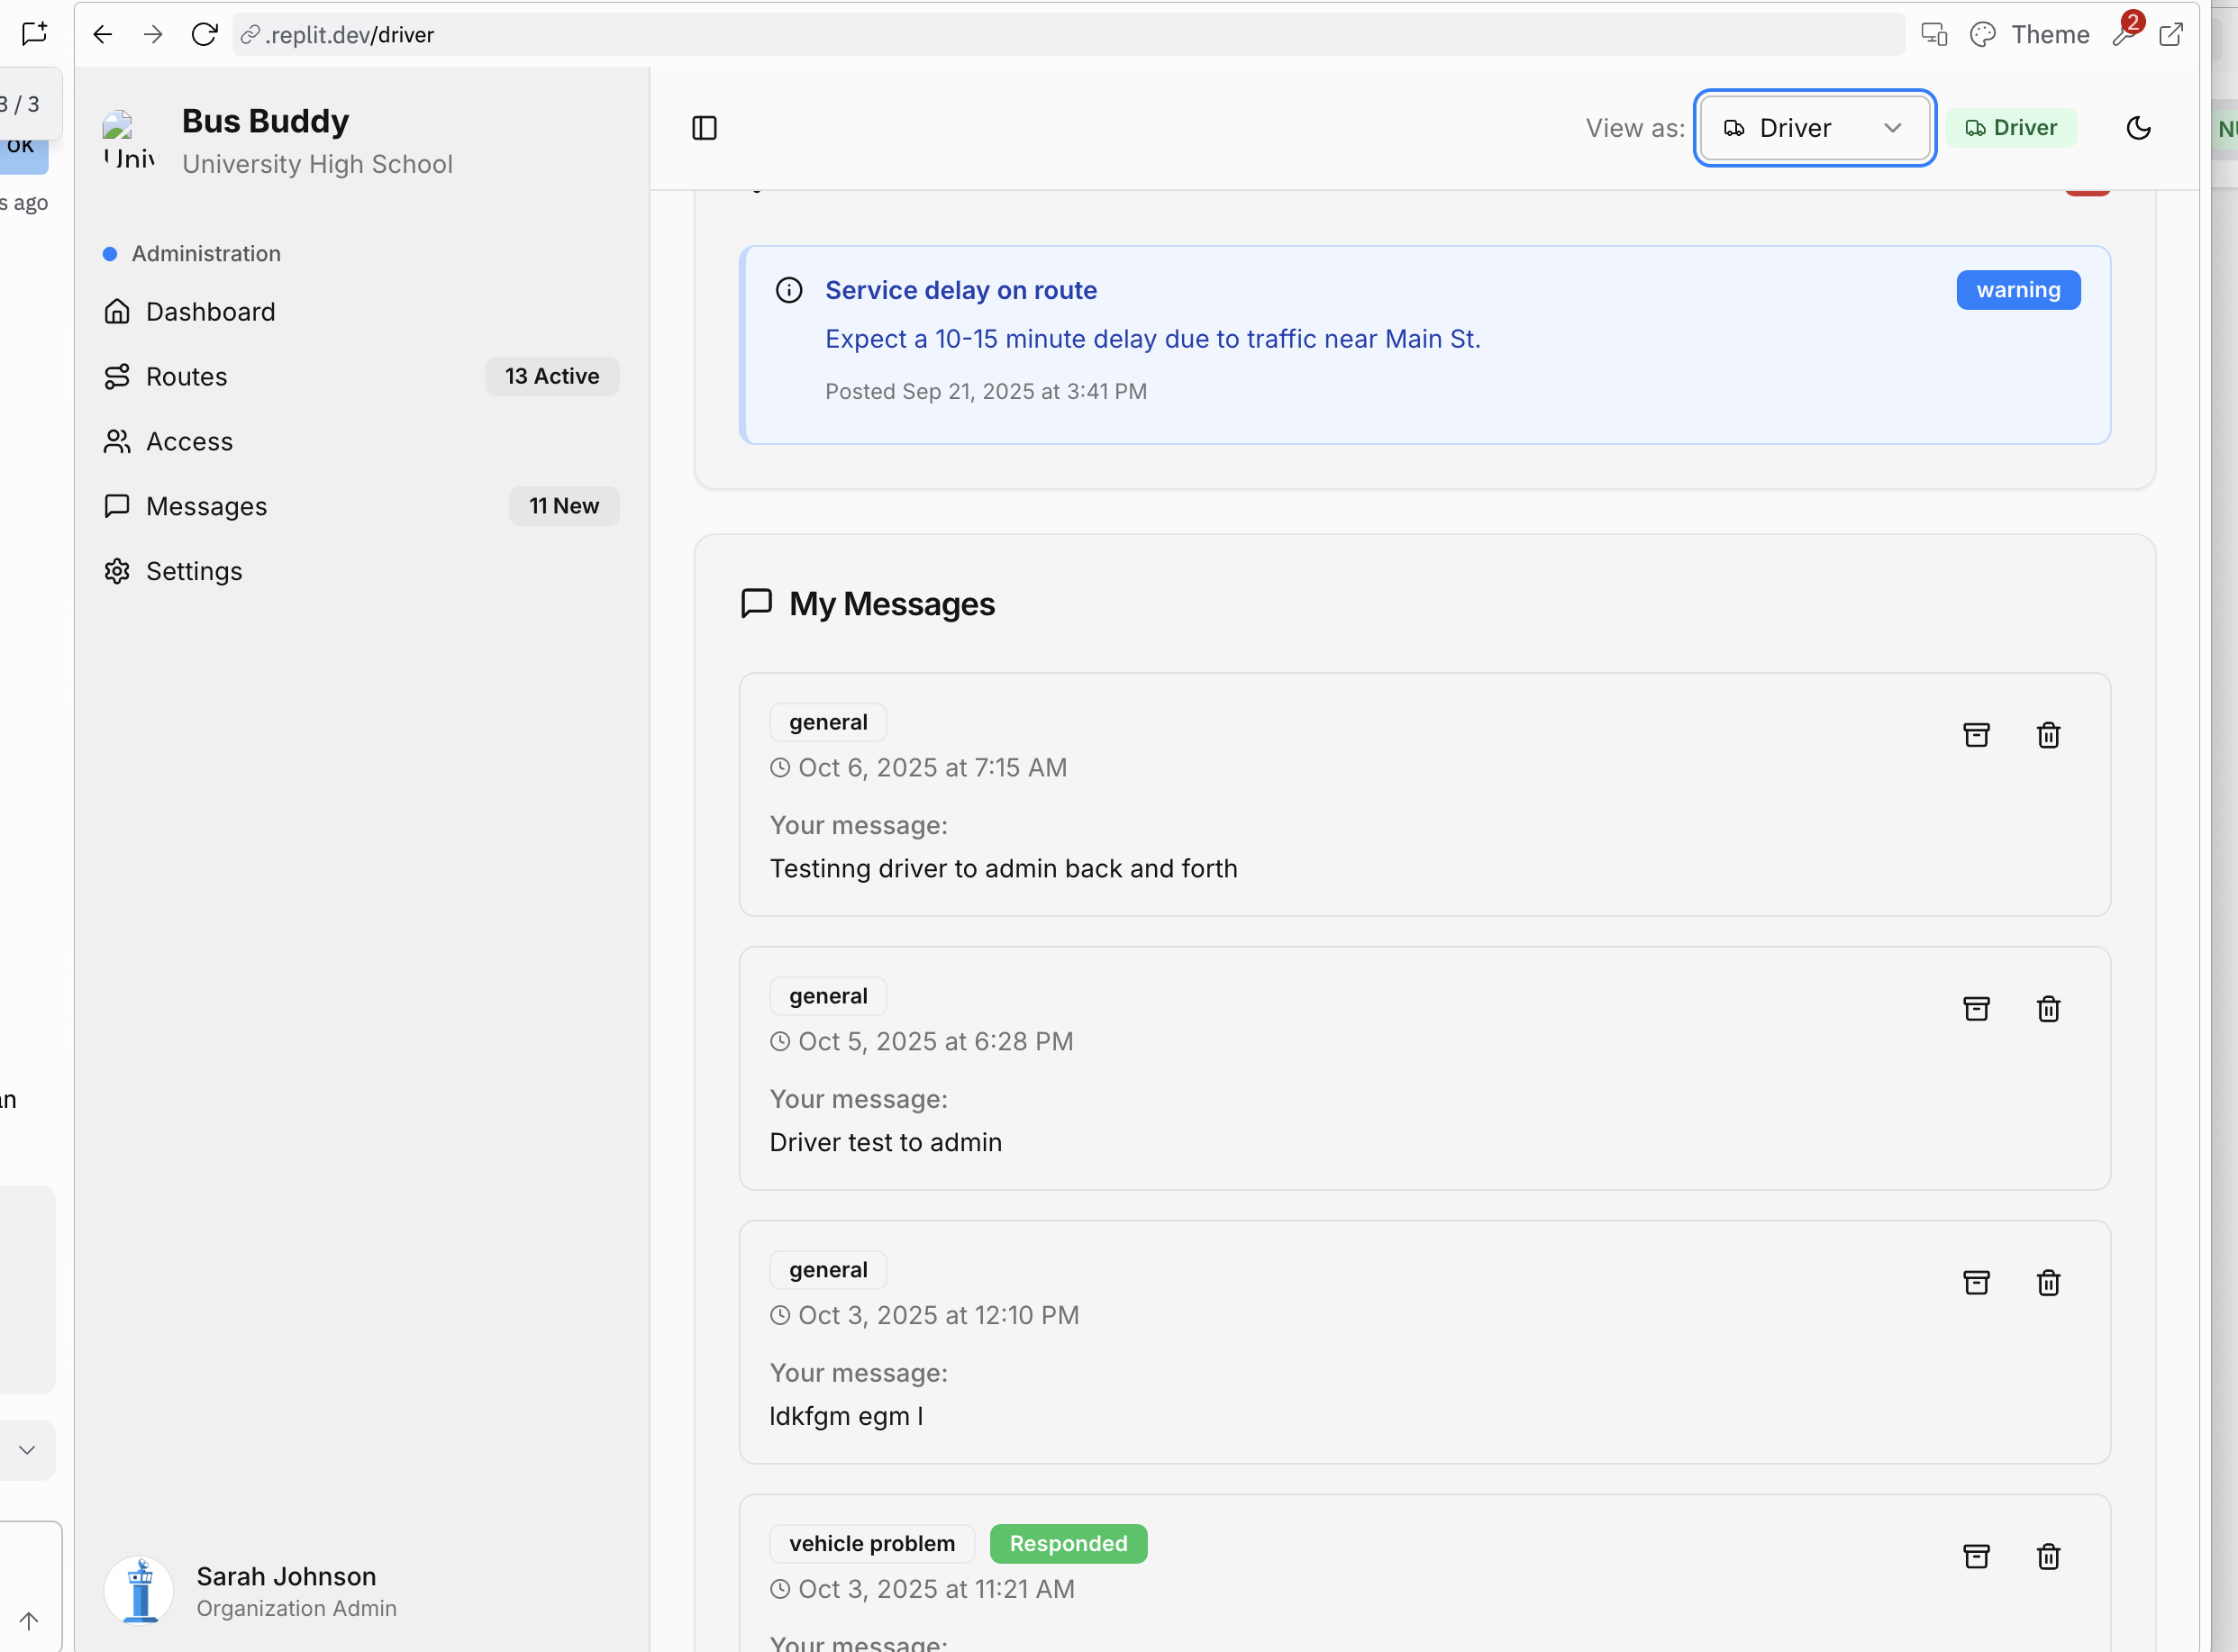 .replit.dev/driver
Theme
2
3 / 3
ok
s ago
an
Bus Buddy
University High School
Univ
Administration
Dashboard
Routes
13 Active
Access
Messages
11 New
Settings
Sarah Johnson
Organization Admin
View as:
Driver
Driver
Service delay on route
warning
Expect a 10-15 minute delay due to traffic near Main St.
Posted Sep 21, 2025 at 3:41 PM
My Messages
general
Oct 6, 2025 at 7:15 AM
Your message:
Testinng driver to admin back and forth
general
Oct 5, 2025 at 6:28 PM
Your message:
Driver test to admin
general
Oct 3, 2025 at 12:10 PM
Your message:
ldkfgm egm l
vehicle problem
Responded
Oct 3, 2025 at 11:21 AM
Your message: